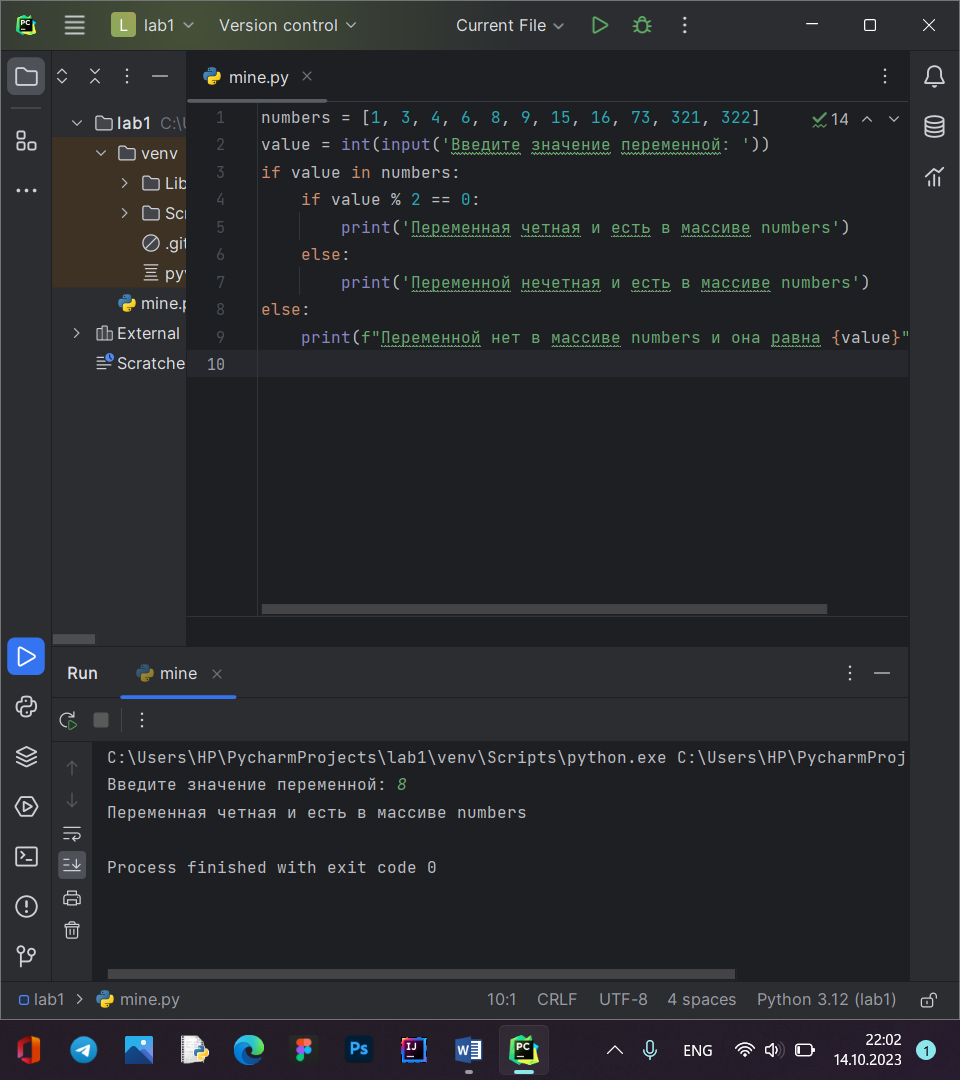 L lab1 Version control Current File
mine.py
lab1 C:\U
venv
Lib
Scr
.git
pyv
mine.p
External
Scratche
14
1 numbers = [1, 3, 4, 6, 8, 9, 15, 16, 73, 321, 322]
2 value = int(input('Введите значение переменной: '))
3 if value in numbers:
4 if value % 2 == 0:
5 print('Переменная четная и есть в массиве numbers')
6 else:
7 print('Переменной нечетная и есть в массиве numbers')
8 else:
9 print(f"Переменной нет в массиве numbers и она равна {value}"
10
Run mine
C:\Users\HP\PycharmProjects\lab1\venv\Scripts\python.exe C:\Users\HP\PycharmProj
Введите значение переменной: 8
Переменная четная и есть в массиве numbers
Process finished with exit code 0
lab1 mine.py 10:1 CRLF UTF-8 4 spaces Python 3.12 (lab1)
Ps IJ W PC ENG 22:02
14.10.2023 1